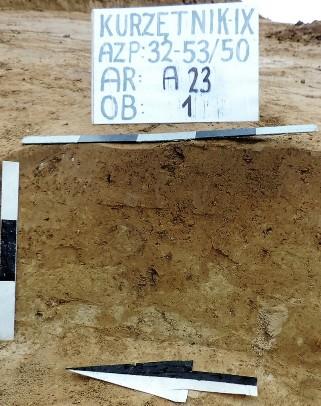 KURZĘTNIK-IX
AZP: 32-53/50
AR: A 23
OB: 1